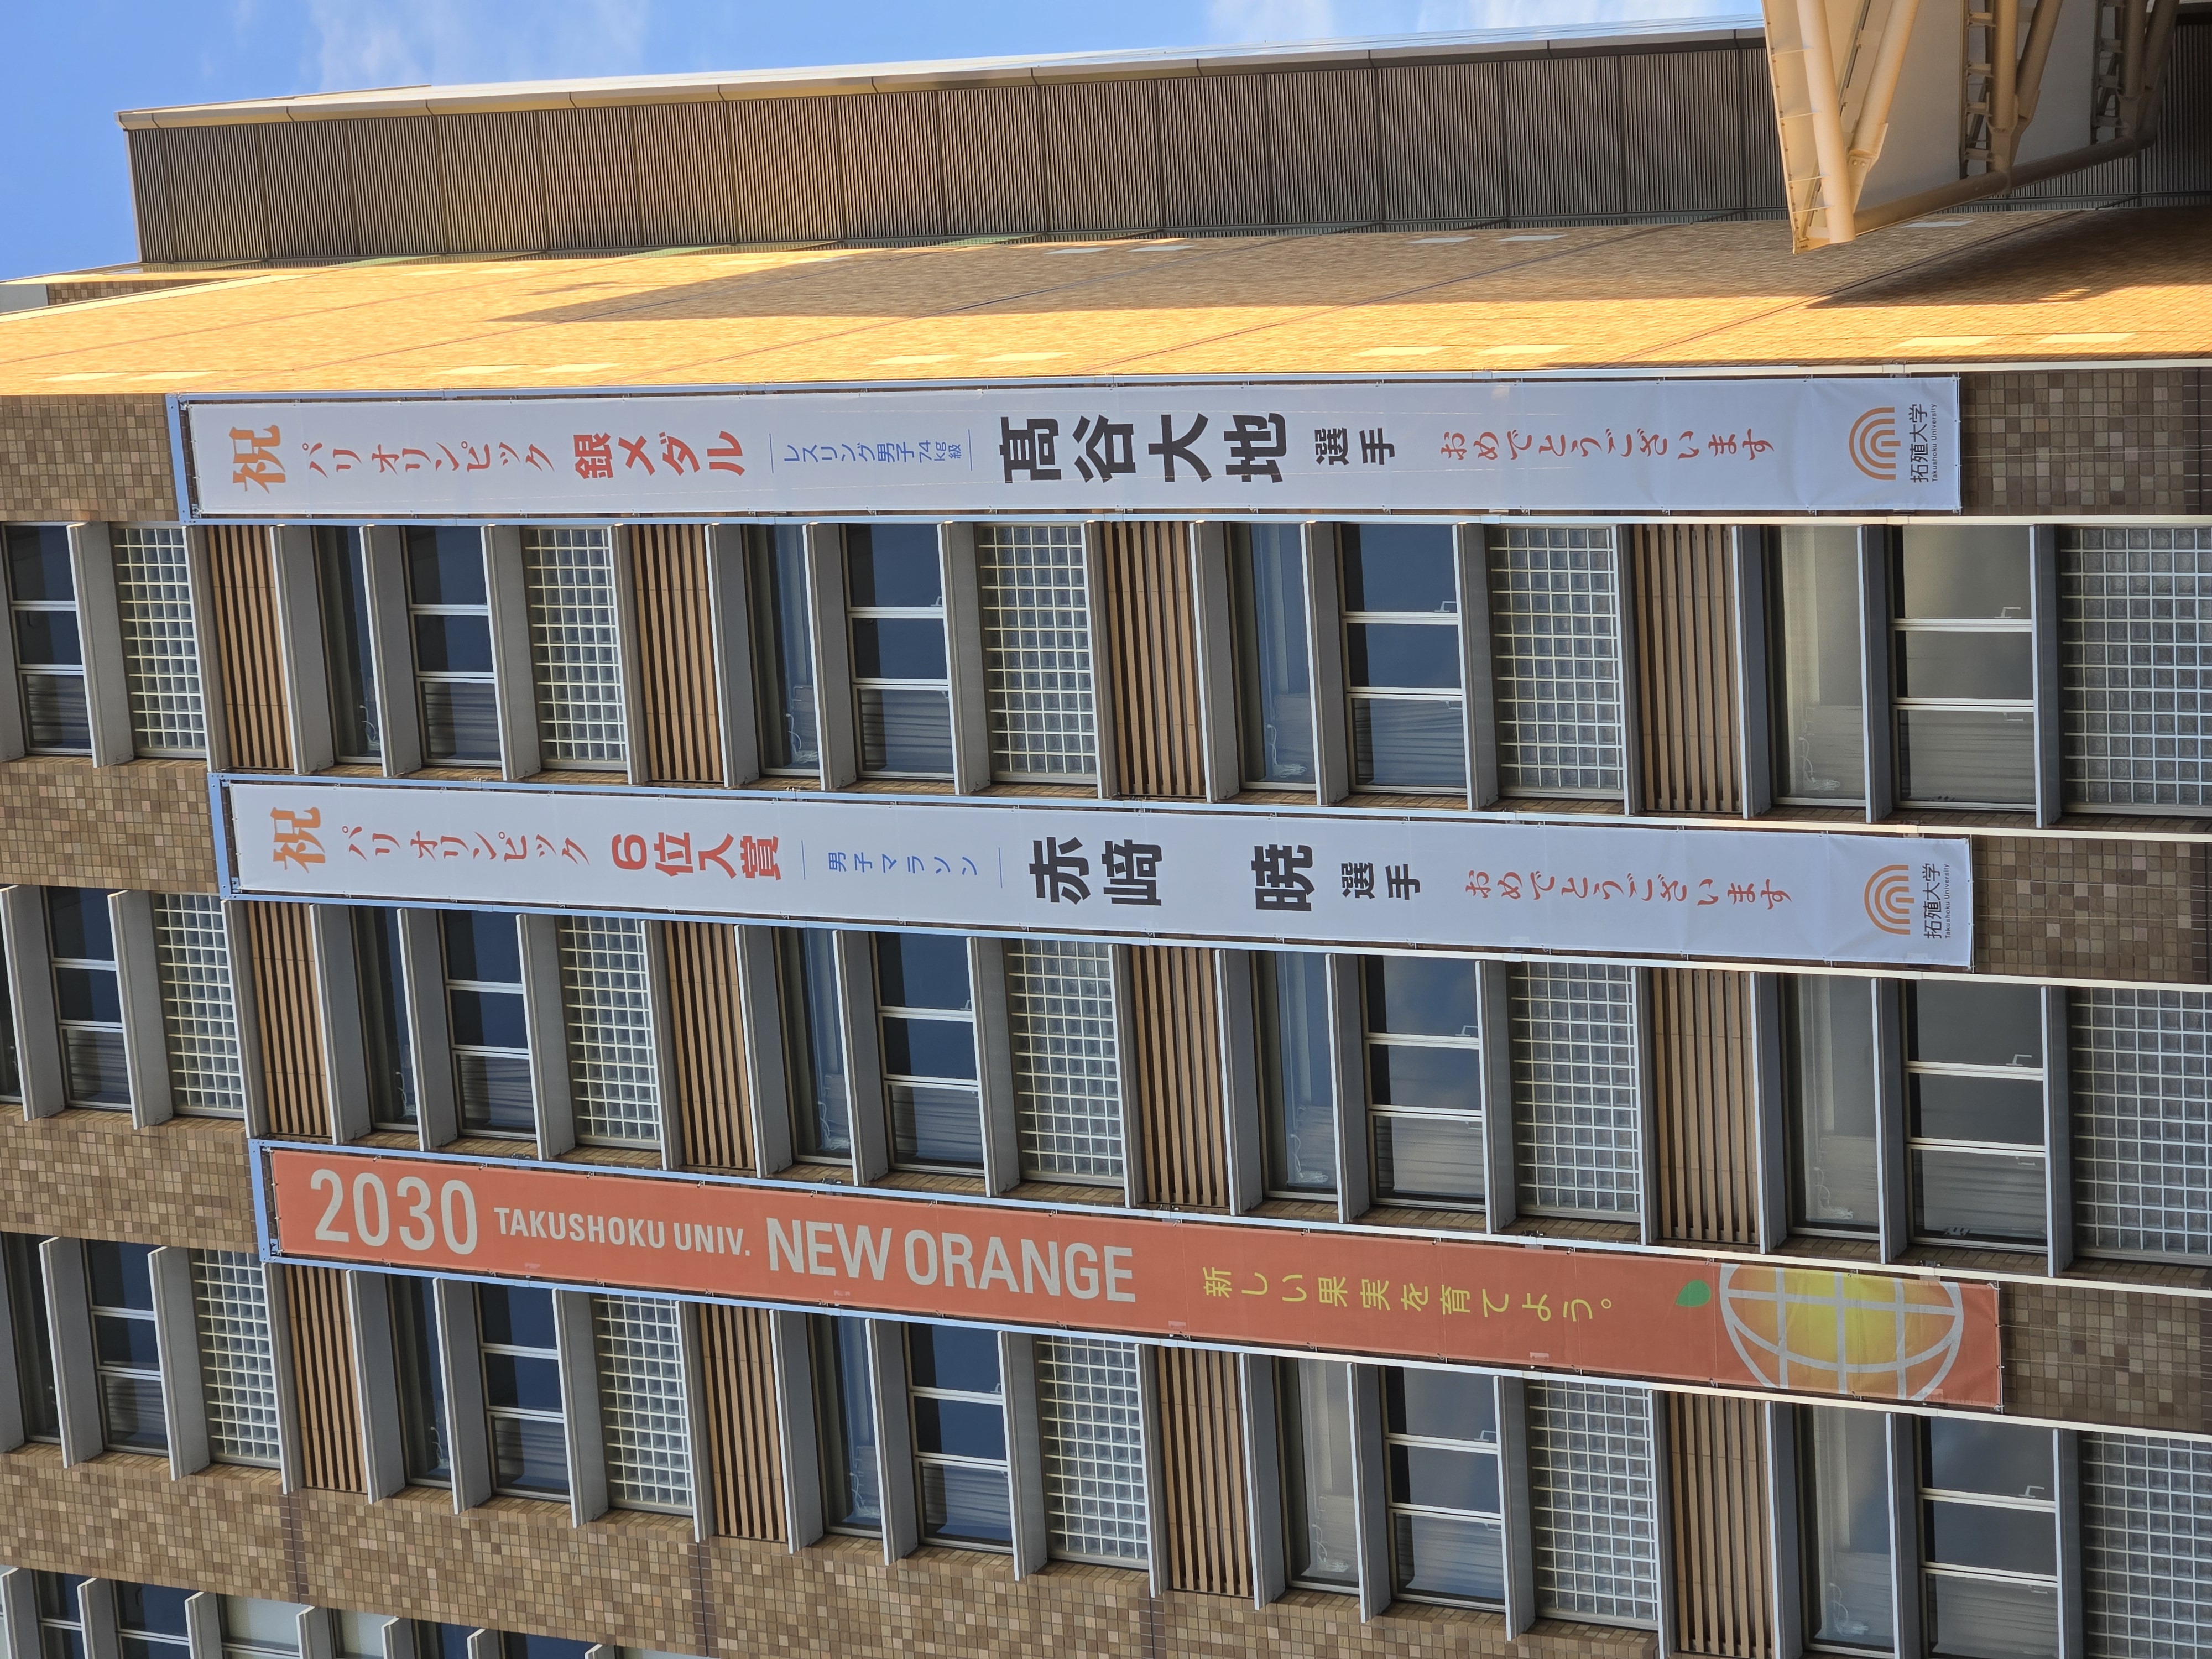 祝
パリオリンピック
銀メダル
レスリング男子74kg級
髙谷大地
選手
おめでとうございます
拓殖大学
Takushoku University
祝
パリオリンピック
6位入賞
男子マラソン
赤﨑 暁
選手
おめでとうございます
拓殖大学
Takushoku University
2030
TAKUSHOKU UNIV.
NEW ORANGE
新しい果実を育てよう。